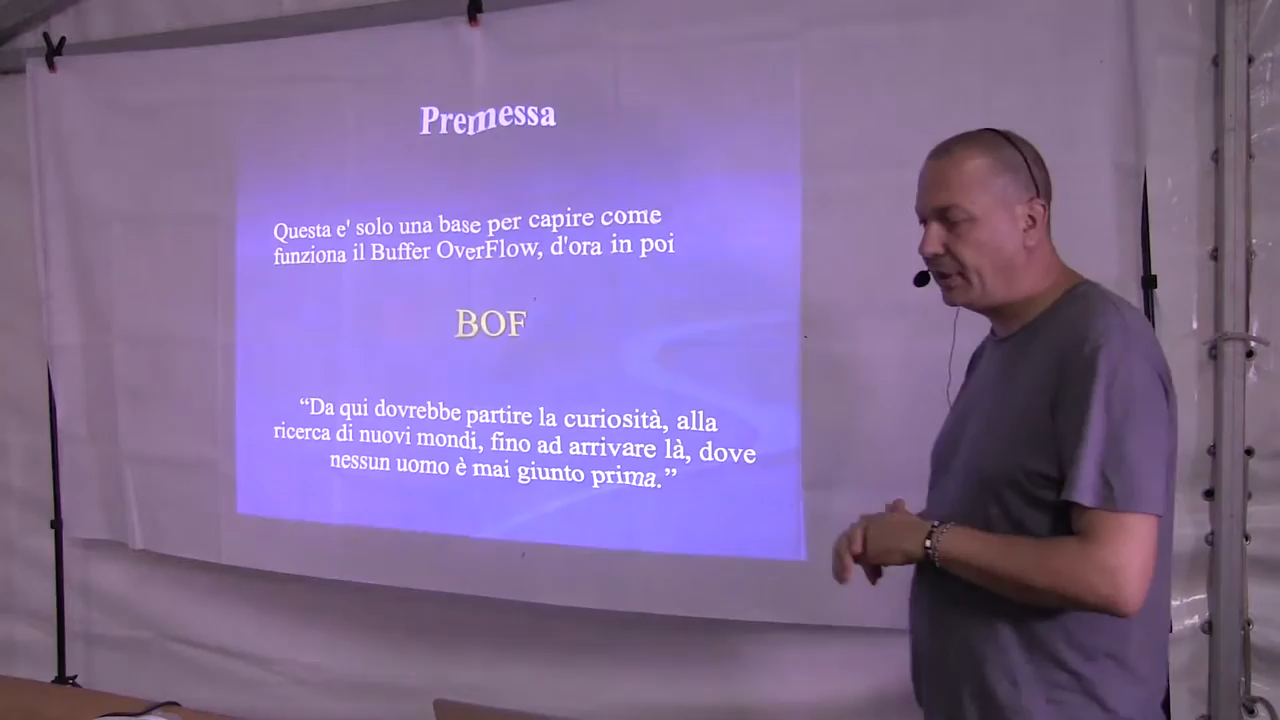 Premessa
Questa e' solo una base per capire come
funziona il Buffer OverFlow, d'ora in poi
BOF
“Da qui dovrebbe partire la curiosità, alla
ricerca di nuovi mondi, fino ad arrivare là, dove
nessun uomo è mai giunto prima.”